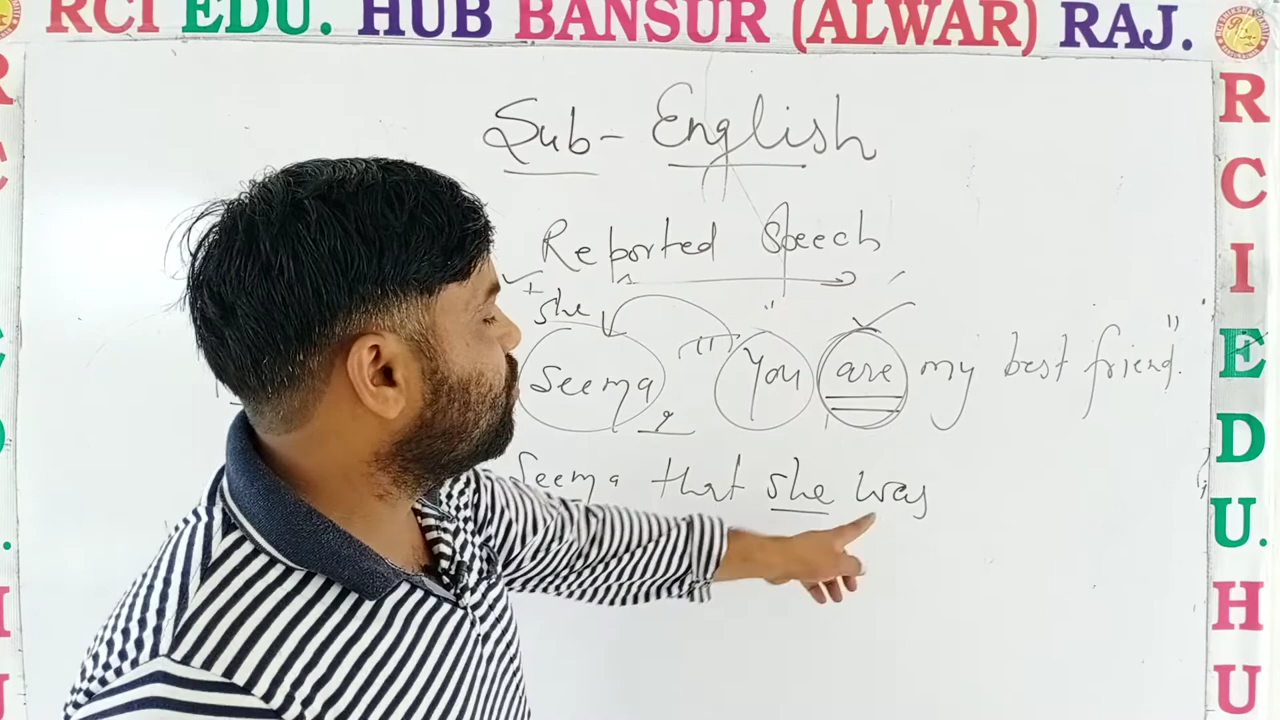 RCI EDU. HUB BANSUR (ALWAR) RAJ.
Sub- English
Reported Speech
she
Seema " You are my best friend."
Seema that she was
R
C
I
E
D
U.
H
U